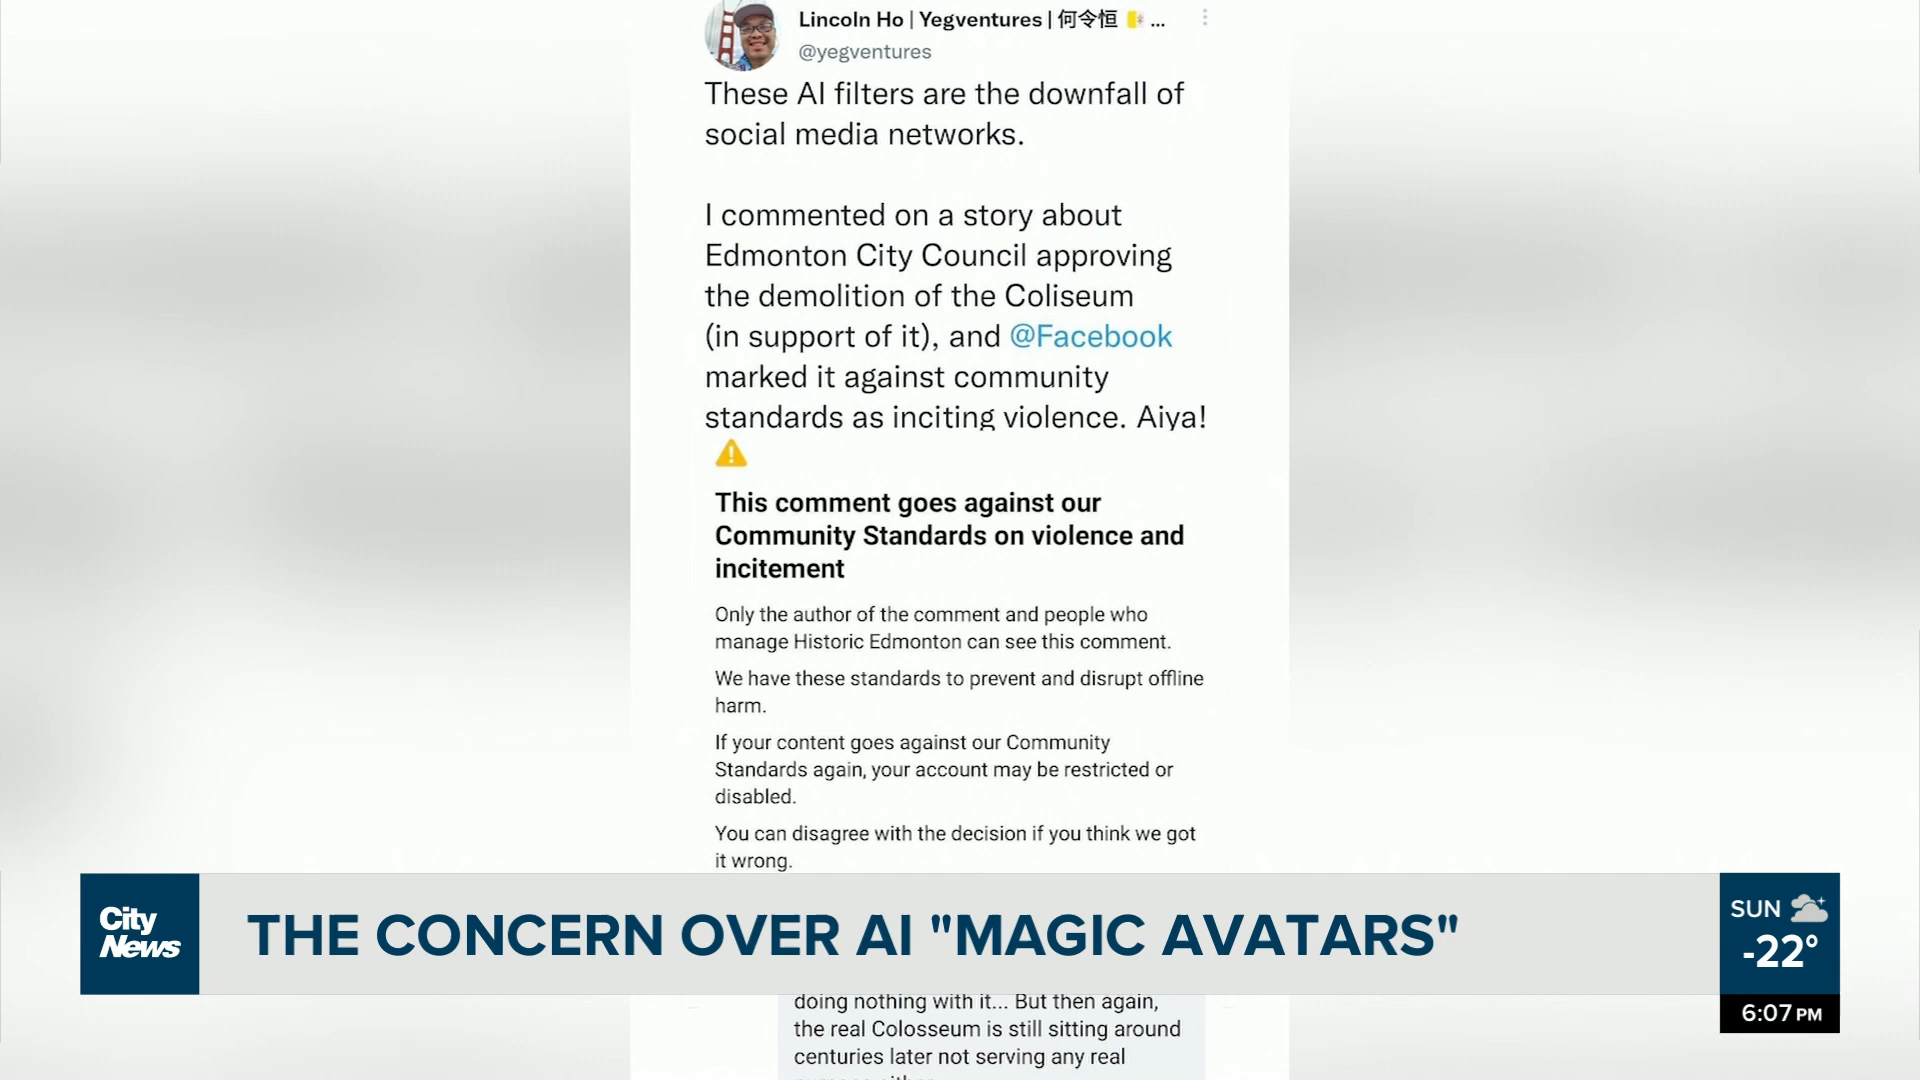 Lincoln Ho | Yegventures | 何令恒 ...
@yegventures
These AI filters are the downfall of
social media networks.
I commented on a story about
Edmonton City Council approving
the demolition of the Coliseum
(in support of it), and @Facebook
marked it against community
standards as inciting violence. Aiya!
This comment goes against our
Community Standards on violence and
incitement
Only the author of the comment and people who
manage Historic Edmonton can see this comment.
We have these standards to prevent and disrupt offline
harm.
If your content goes against our Community
Standards again, your account may be restricted or
disabled.
You can disagree with the decision if you think we got
it wrong.
City
News
THE CONCERN OVER AI "MAGIC AVATARS"
SUN
-22°
6:07 PM
doing nothing with it... But then again,
the real Colosseum is still sitting around
centuries later not serving any real